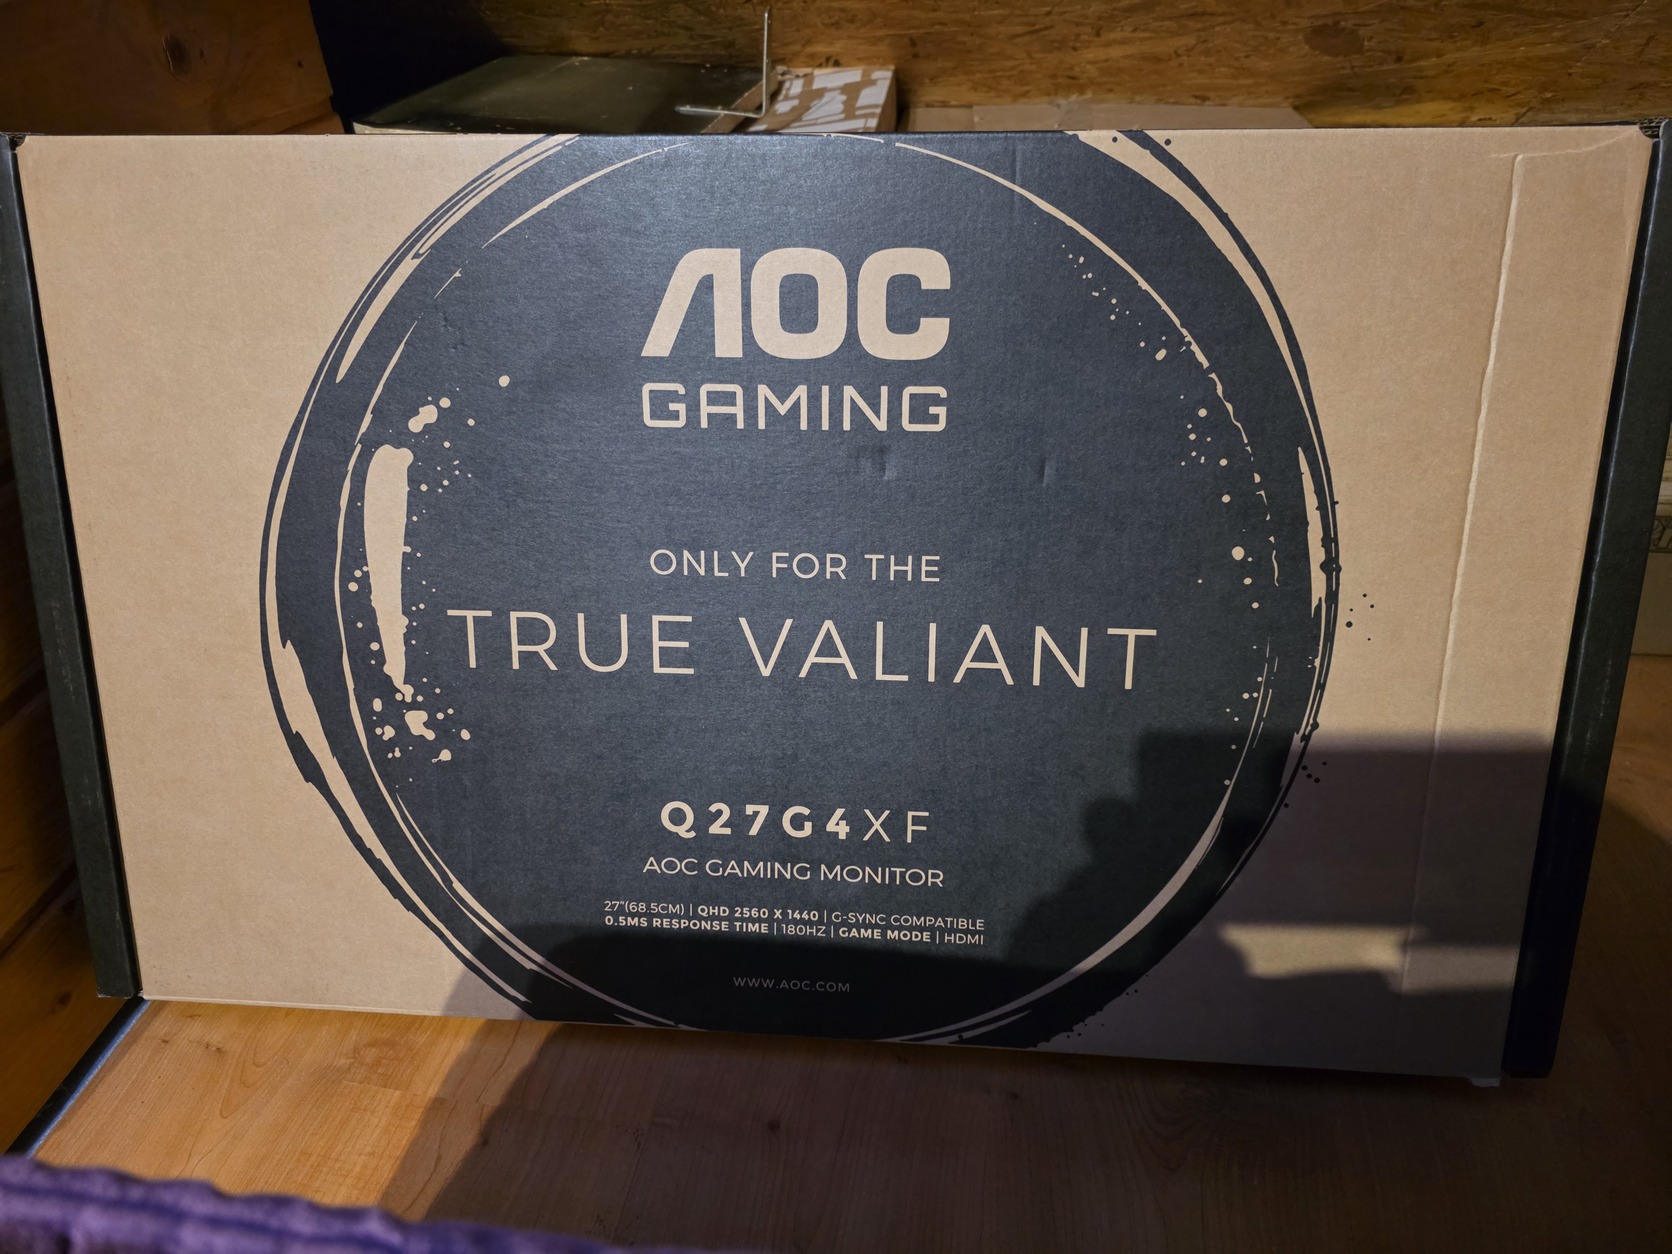 AOC
GAMING
ONLY FOR THE
TRUE VALIANT
Q27G4XF
AOC GAMING MONITOR
27"(68.5CM) | QHD 2560 X 1440 | G-SYNC COMPATIBLE
0.5MS RESPONSE TIME | 180HZ | GAME MODE | HDMI
WWW.AOC.COM